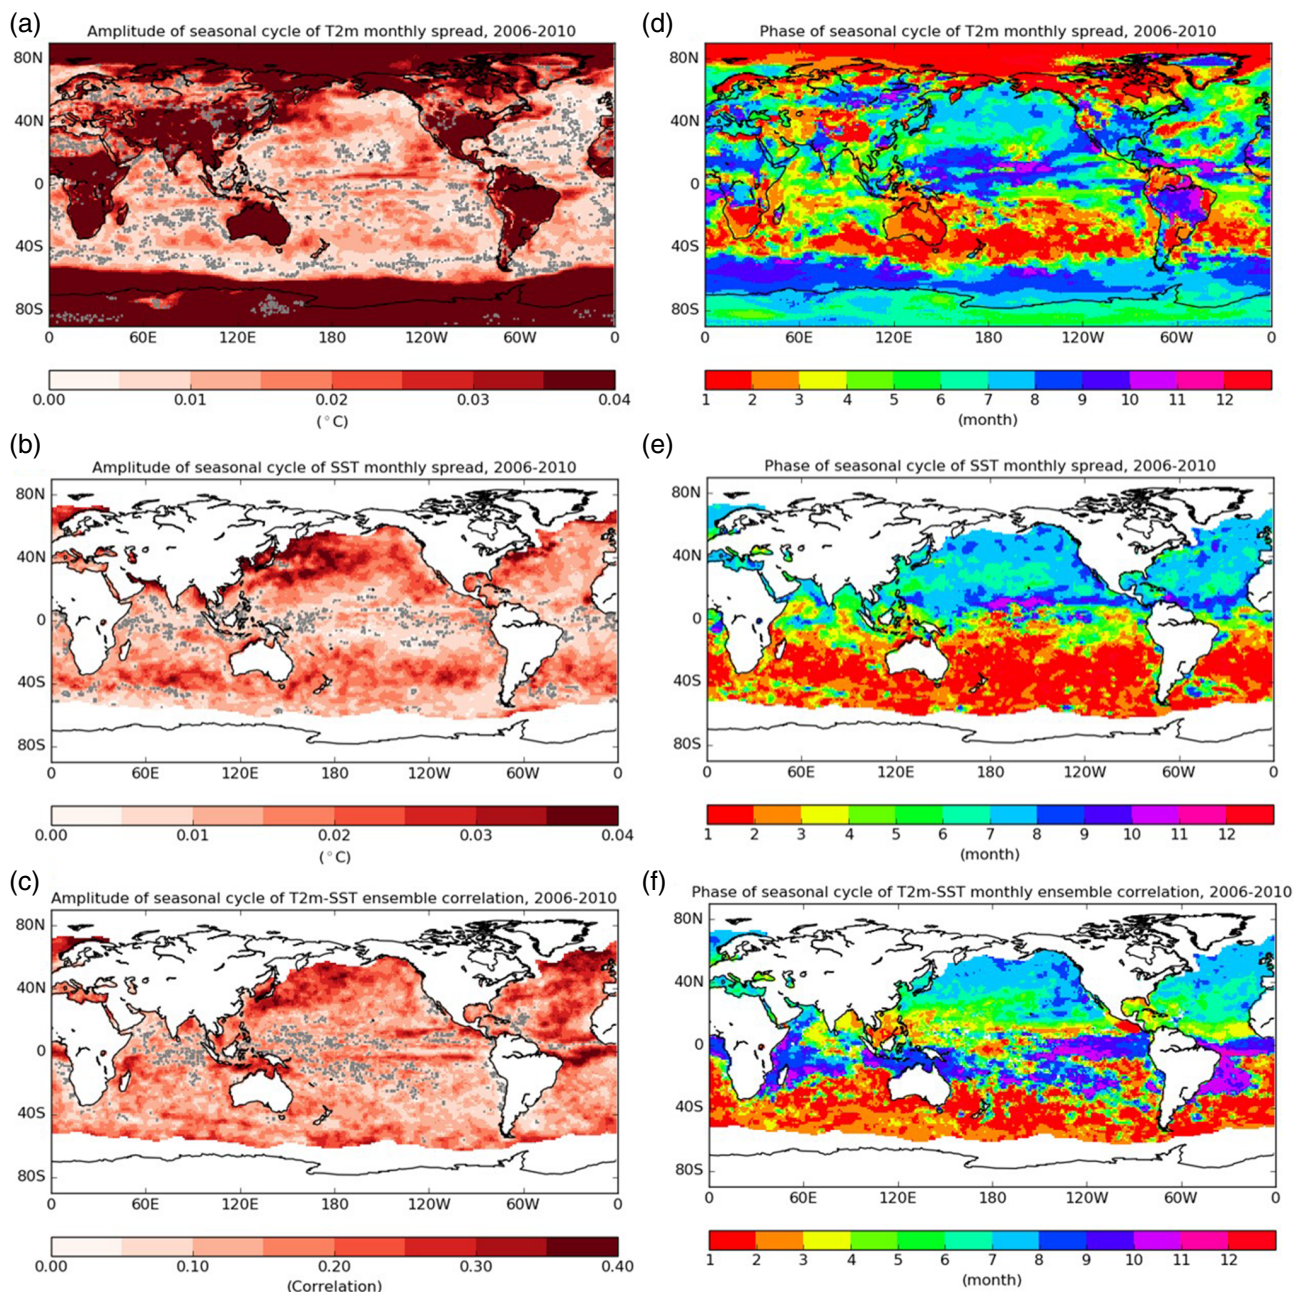 (a)
Amplitude of seasonal cycle of T2m monthly spread, 2006-2010
80N
40N
0
40S
80S
0 60E 120E 180 120W 60W 0
0.00 0.01 0.02 0.03 0.04
(°C)
(d)
Phase of seasonal cycle of T2m monthly spread, 2006-2010
80N
40N
0
40S
80S
0 60E 120E 180 120W 60W 0
1 2 3 4 5 6 7 8 9 10 11 12
(month)
(b)
Amplitude of seasonal cycle of SST monthly spread, 2006-2010
80N
40N
0
40S
80S
0 60E 120E 180 120W 60W 0
0.00 0.01 0.02 0.03 0.04
(°C)
(e)
Phase of seasonal cycle of SST monthly spread, 2006-2010
80N
40N
0
40S
80S
0 60E 120E 180 120W 60W 0
1 2 3 4 5 6 7 8 9 10 11 12
(month)
(c)
Amplitude of seasonal cycle of T2m-SST ensemble correlation, 2006-2010
80N
40N
0
40S
80S
0 60E 120E 180 120W 60W 0
0.00 0.10 0.20 0.30 0.40
(Correlation)
(f)
Phase of seasonal cycle of T2m-SST monthly ensemble correlation, 2006-2010
80N
40N
0
40S
80S
0 60E 120E 180 120W 60W 0
1 2 3 4 5 6 7 8 9 10 11 12
(month)